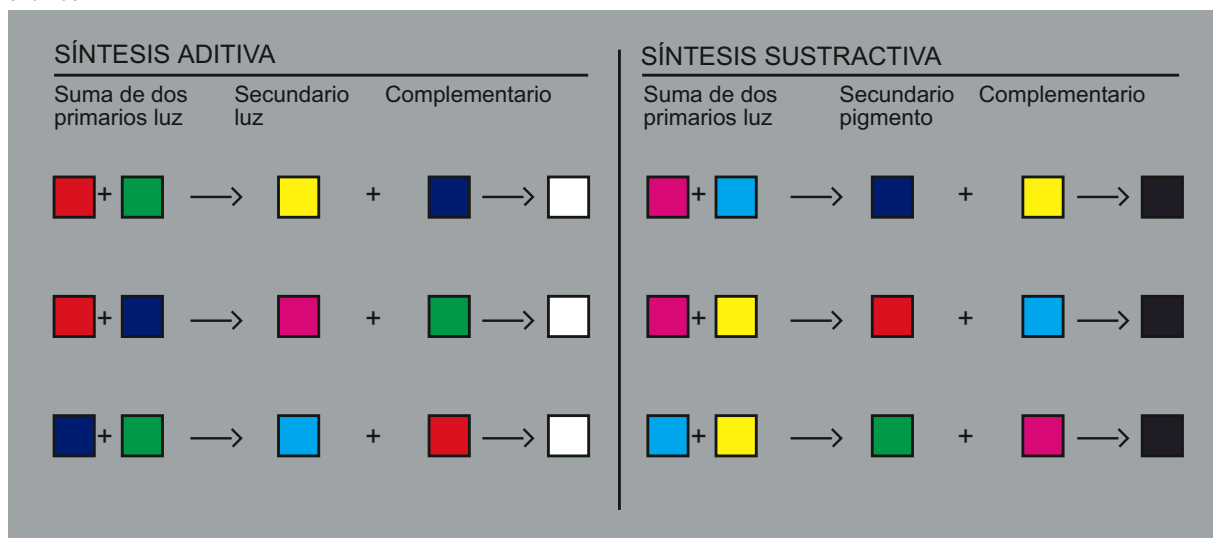 SÍNTESIS ADITIVA
Suma de dos
primarios luz
Secundario
luz
Complementario
+
+
+
+
+
+
SÍNTESIS SUSTRACTIVA
Suma de dos
primarios luz
Secundario
pigmento
Complementario
+
+
+
+
+
+